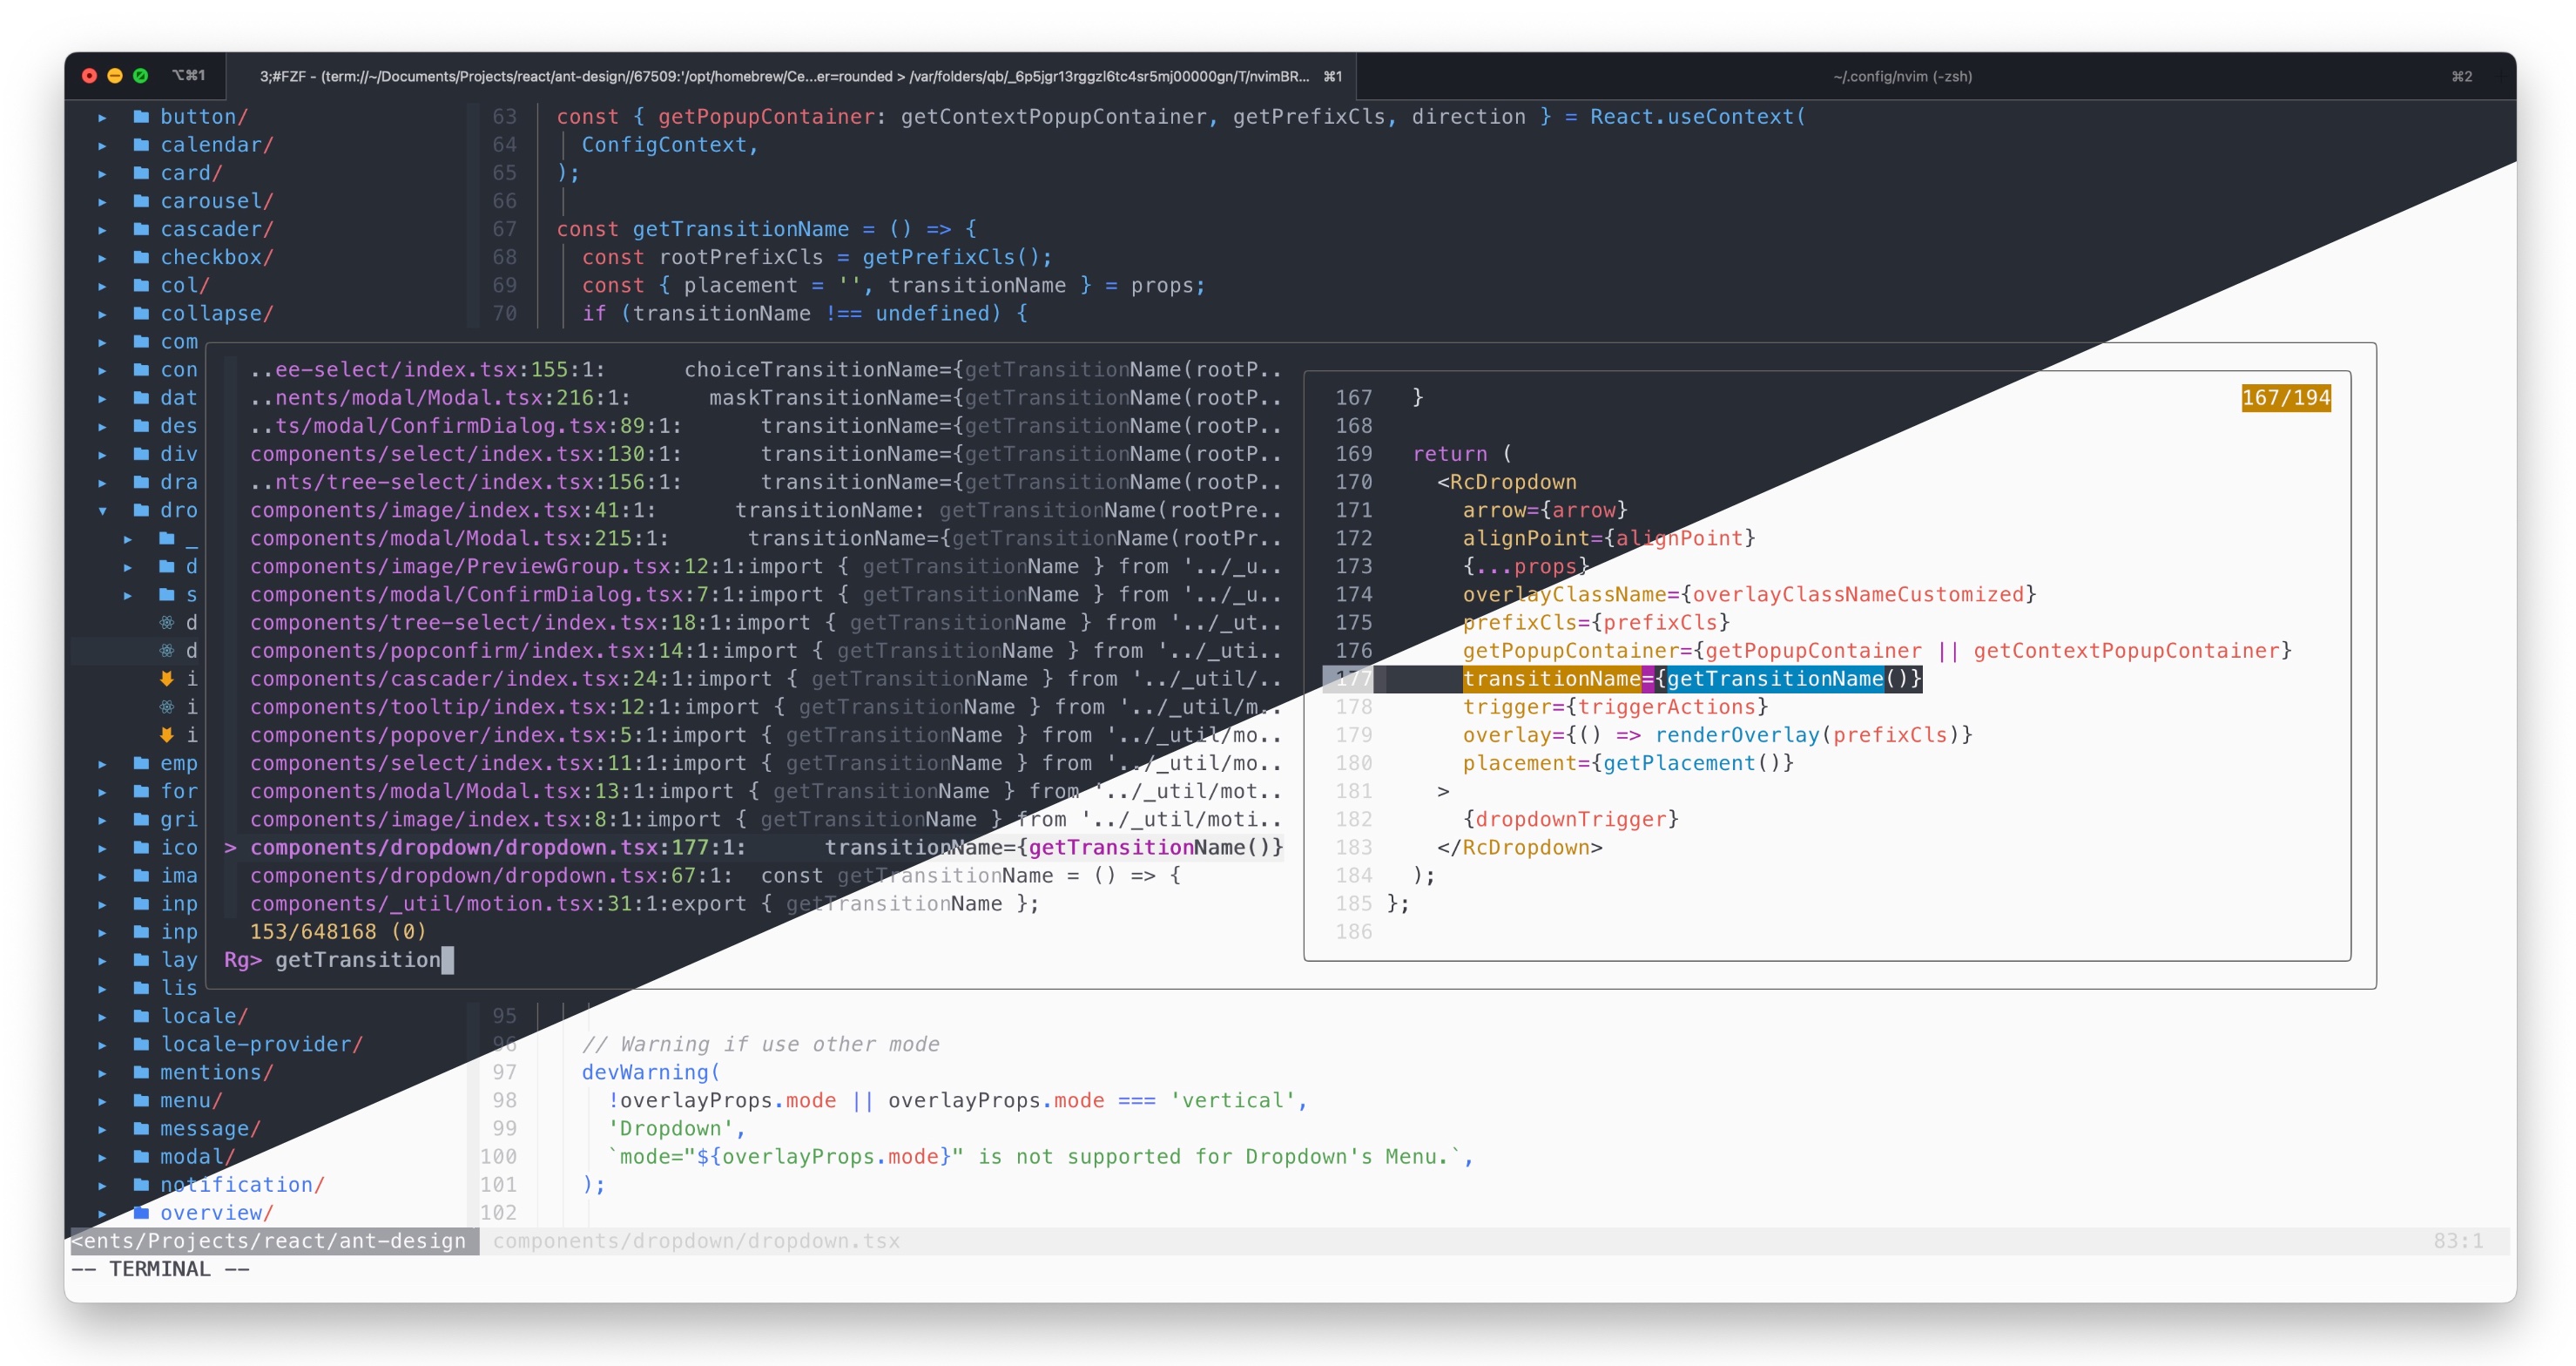 ⌥⌘1
3;#FZF - (term://~/Documents/Projects/react/ant-design//67509:'/opt/homebrew/Ce...er=rounded > /var/folders/qb/_6p5jgr13rggzl6tc4sr5mj00000gn/T/nvimBR... ⌘1
~/.config/nvim (-zsh) ⌘2
button/
calendar/
card/
carousel/
cascader/
checkbox/
col/
collapse/
com
con
dat
des
div
dra
dro
_
d
s
d
d
i
i
i
emp
for
gri
ico
ima
inp
inp
lay
lis
locale/
locale-provider/
mentions/
menu/
message/
modal/
notification/
overview/
63 const { getPopupContainer: getContextPopupContainer, getPrefixCls, direction } = React.useContext(
64 ConfigContext,
65 );
66
67 const getTransitionName = () => {
68 const rootPrefixCls = getPrefixCls();
69 const { placement = '', transitionName } = props;
70 if (transitionName !== undefined) {
..ee-select/index.tsx:155:1: choiceTransitionName={getTransitionName(rootP..
..nents/modal/Modal.tsx:216:1: maskTransitionName={getTransitionName(rootP..
..ts/modal/ConfirmDialog.tsx:89:1: transitionName={getTransitionName(rootP..
components/select/index.tsx:130:1: transitionName={getTransitionName(rootP..
..nts/tree-select/index.tsx:156:1: transitionName={getTransitionName(rootP..
components/image/index.tsx:41:1: transitionName: getTransitionName(rootPre..
components/modal/Modal.tsx:215:1: transitionName={getTransitionName(rootPr..
components/image/PreviewGroup.tsx:12:1:import { getTransitionName } from '../_u..
components/modal/ConfirmDialog.tsx:7:1:import { getTransitionName } from '../_u..
components/tree-select/index.tsx:18:1:import { getTransitionName } from '../_ut..
components/popconfirm/index.tsx:14:1:import { getTransitionName } from '../_uti..
components/cascader/index.tsx:24:1:import { getTransitionName } from '../_util/..
components/tooltip/index.tsx:12:1:import { getTransitionName } from '../_util/m..
components/popover/index.tsx:5:1:import { getTransitionName } from '../_util/mo..
components/select/index.tsx:11:1:import { getTransitionName } from '../_util/mo..
components/modal/Modal.tsx:13:1:import { getTransitionName } from '../_util/mot..
components/image/index.tsx:8:1:import { getTransitionName } from '../_util/moti..
> components/dropdown/dropdown.tsx:177:1: transitionName={getTransitionName()}
components/dropdown/dropdown.tsx:67:1: const getTransitionName = () => {
components/_util/motion.tsx:31:1:export { getTransitionName };
153/648168 (0)
Rg> getTransition
167/194
167 }
168
169 return (
170 <RcDropdown
171 arrow={arrow}
172 alignPoint={alignPoint}
173 {...props}
174 overlayClassName={overlayClassNameCustomized}
175 prefixCls={prefixCls}
176 getPopupContainer={getPopupContainer || getContextPopupContainer}
177 transitionName={getTransitionName()}
178 trigger={triggerActions}
179 overlay={() => renderOverlay(prefixCls)}
180 placement={getPlacement()}
181 >
182 {dropdownTrigger}
183 </RcDropdown>
184 );
185 };
186
95
96 // Warning if use other mode
97 devWarning(
98 !overlayProps.mode || overlayProps.mode === 'vertical',
99 'Dropdown',
100 `mode="${overlayProps.mode}" is not supported for Dropdown's Menu.`,
101 );
102
<ents/Projects/react/ant-design components/dropdown/dropdown.tsx 83:1
-- TERMINAL --